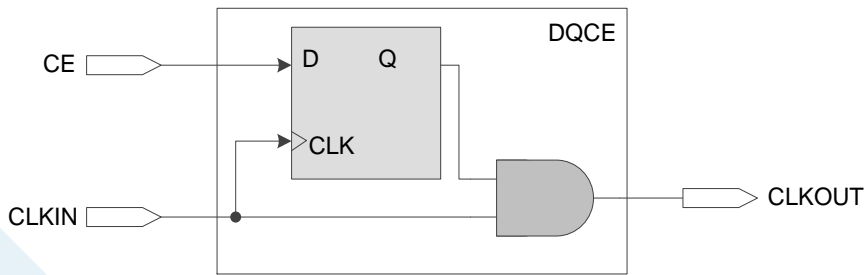 DQCE
CE
D Q
CLK
CLKIN
CLKOUT